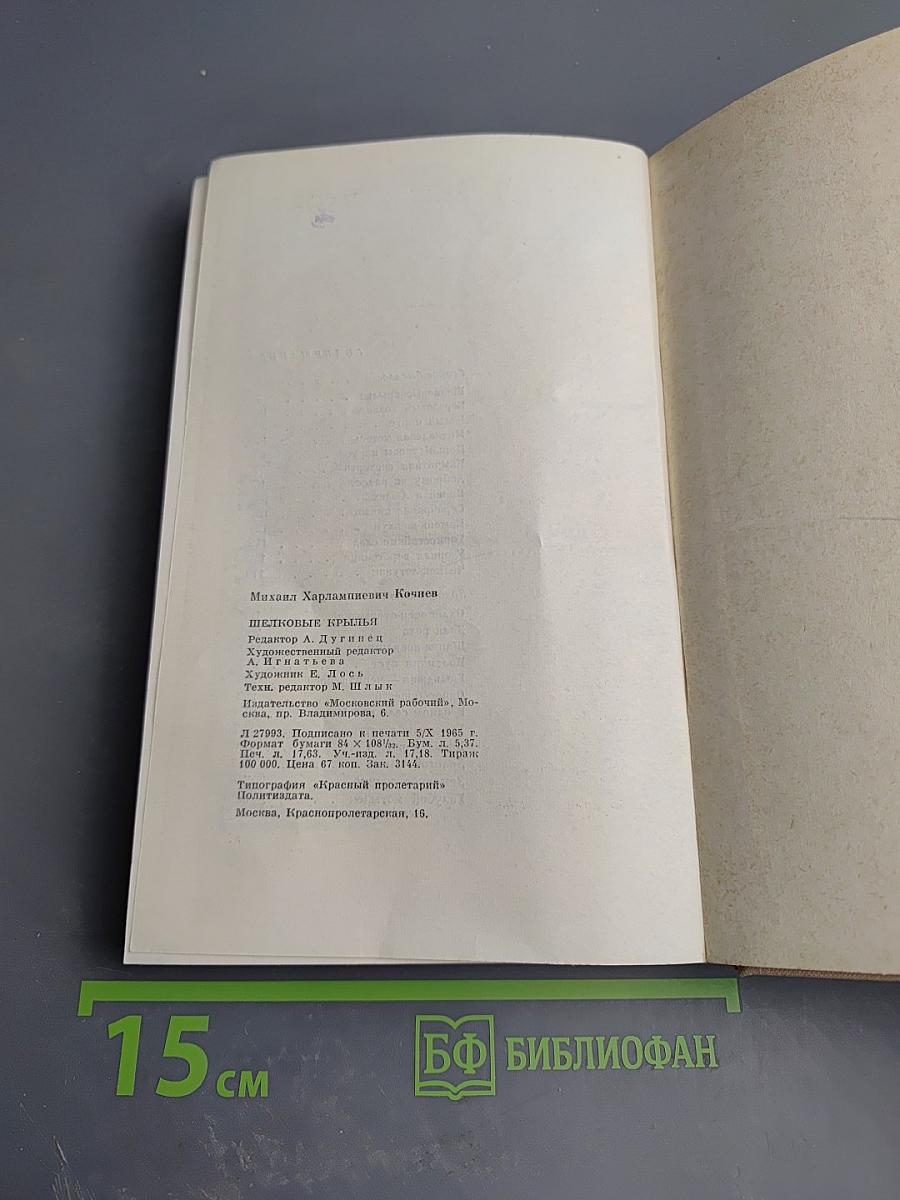 Михаил Харлампиевич Кочнев
ШЕЛКОВЫЕ КРЫЛЬЯ
Редактор А. Дугинец
Художественный редактор
А. Игнатьева
Художник Е. Лось
Техн. редактор М. Шлык
Издательство «Московский рабочий», Мо-
сква, пр. Владимирова, 6.
Л 27993. Подписано к печати 5/X 1965 г.
Формат бумаги 84 × 108¹/₃₂. Бум. л. 5,37.
Печ. л. 17,63. Уч.-изд. л. 17,18. Тираж
100 000. Цена 67 коп. Зак. 3144.
Типография «Красный пролетарий»
Политиздата.
Москва, Краснопролетарская, 16.
15 см
БФ БИБЛИОФАН